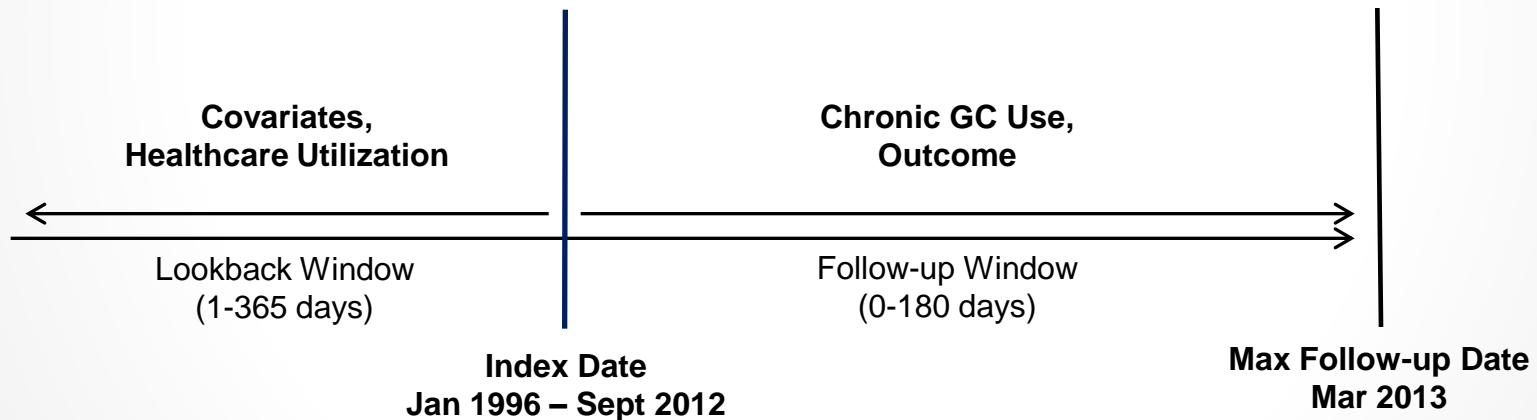 Covariates,
Healthcare Utilization
Chronic GC Use,
Outcome
Lookback Window
(1-365 days)
Follow-up Window
(0-180 days)
Index Date
Jan 1996 – Sept 2012
Max Follow-up Date
Mar 2013